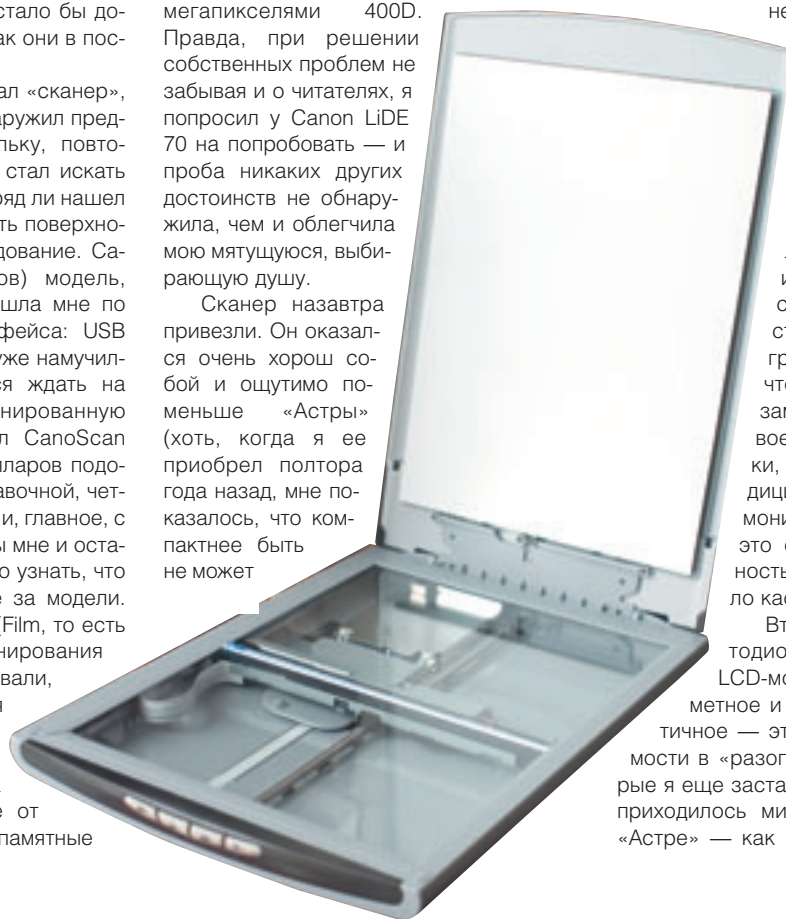 стало бы до-
ак они в пос-
ал «сканер»,
аружил пред-
льку, повто-
стал искать
ряд ли нашел
ть поверхно-
дование. Са-
ов) модель,
шла мне по
фейса: USB
уже намучил-
ся ждать на
нированную
л CanoScan
ларов подо-
авочной, чет-
и, главное, с
ы мне и оста-
о узнать, что
е за модели.
Film, то есть
нирования
вали,
я
е от
памятные
мегапикселями 400D.
Правда, при решении
собственных проблем не
забывая и о читателях, я
попросил у Canon LiDE
70 на попробовать — и
проба никаких других
достоинств не обнару-
жила, чем и облегчила
мою мятущуюся, выби-
рающую душу.
Сканер назавтра
привезли. Он оказал-
ся очень хорош со-
бой и ощутимо по-
меньше «Астры»
(хоть, когда я ее
приобрел полтора
года назад, мне по-
казалось, что ком-
пактнее быть
не может
не
и
с
ст
гр
что
зам
вое
ки,
диц
мони
это
ность
ло кас
Вт
тодио
LCD-мо
метное и
тичное — эт
мости в «разог
рые я еще заста
приходилось ми
«Астре» — как